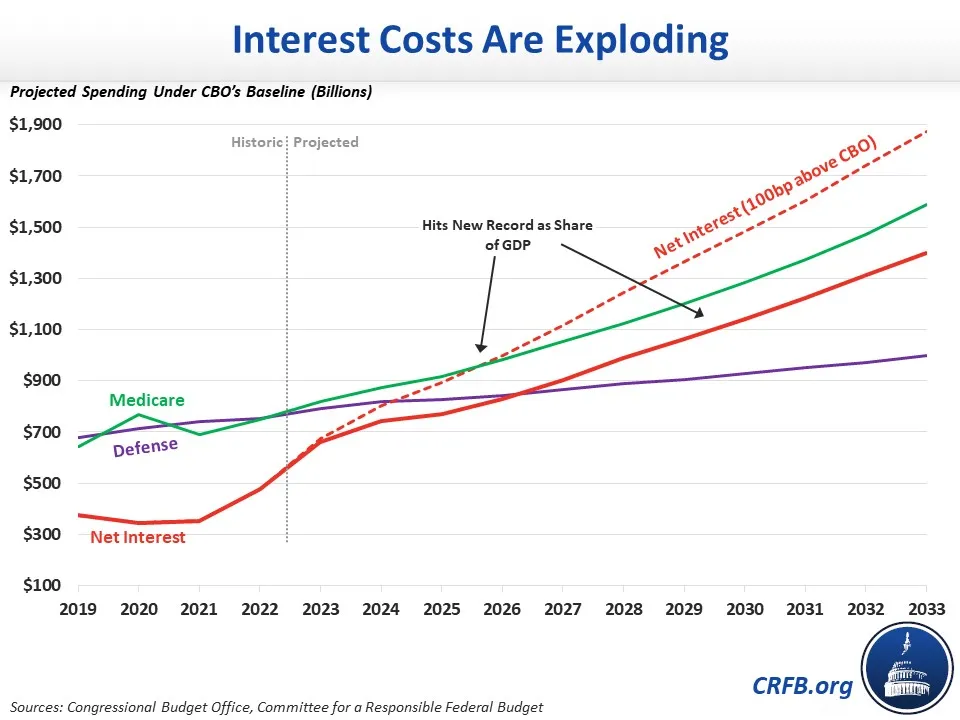 Interest Costs Are Exploding
Projected Spending Under CBO's Baseline (Billions)
$1,900
$1,700
$1,500
$1,300
$1,100
$900
$700
$500
$300
$100
Historic
Projected
Hits New Record as Share
of GDP
Net Interest (100bp above CBO)
Medicare
Defense
Net Interest
2019 2020 2021 2022 2023 2024 2025 2026 2027 2028 2029 2030 2031 2032 2033
CRFB.org
Sources: Congressional Budget Office, Committee for a Responsible Federal Budget